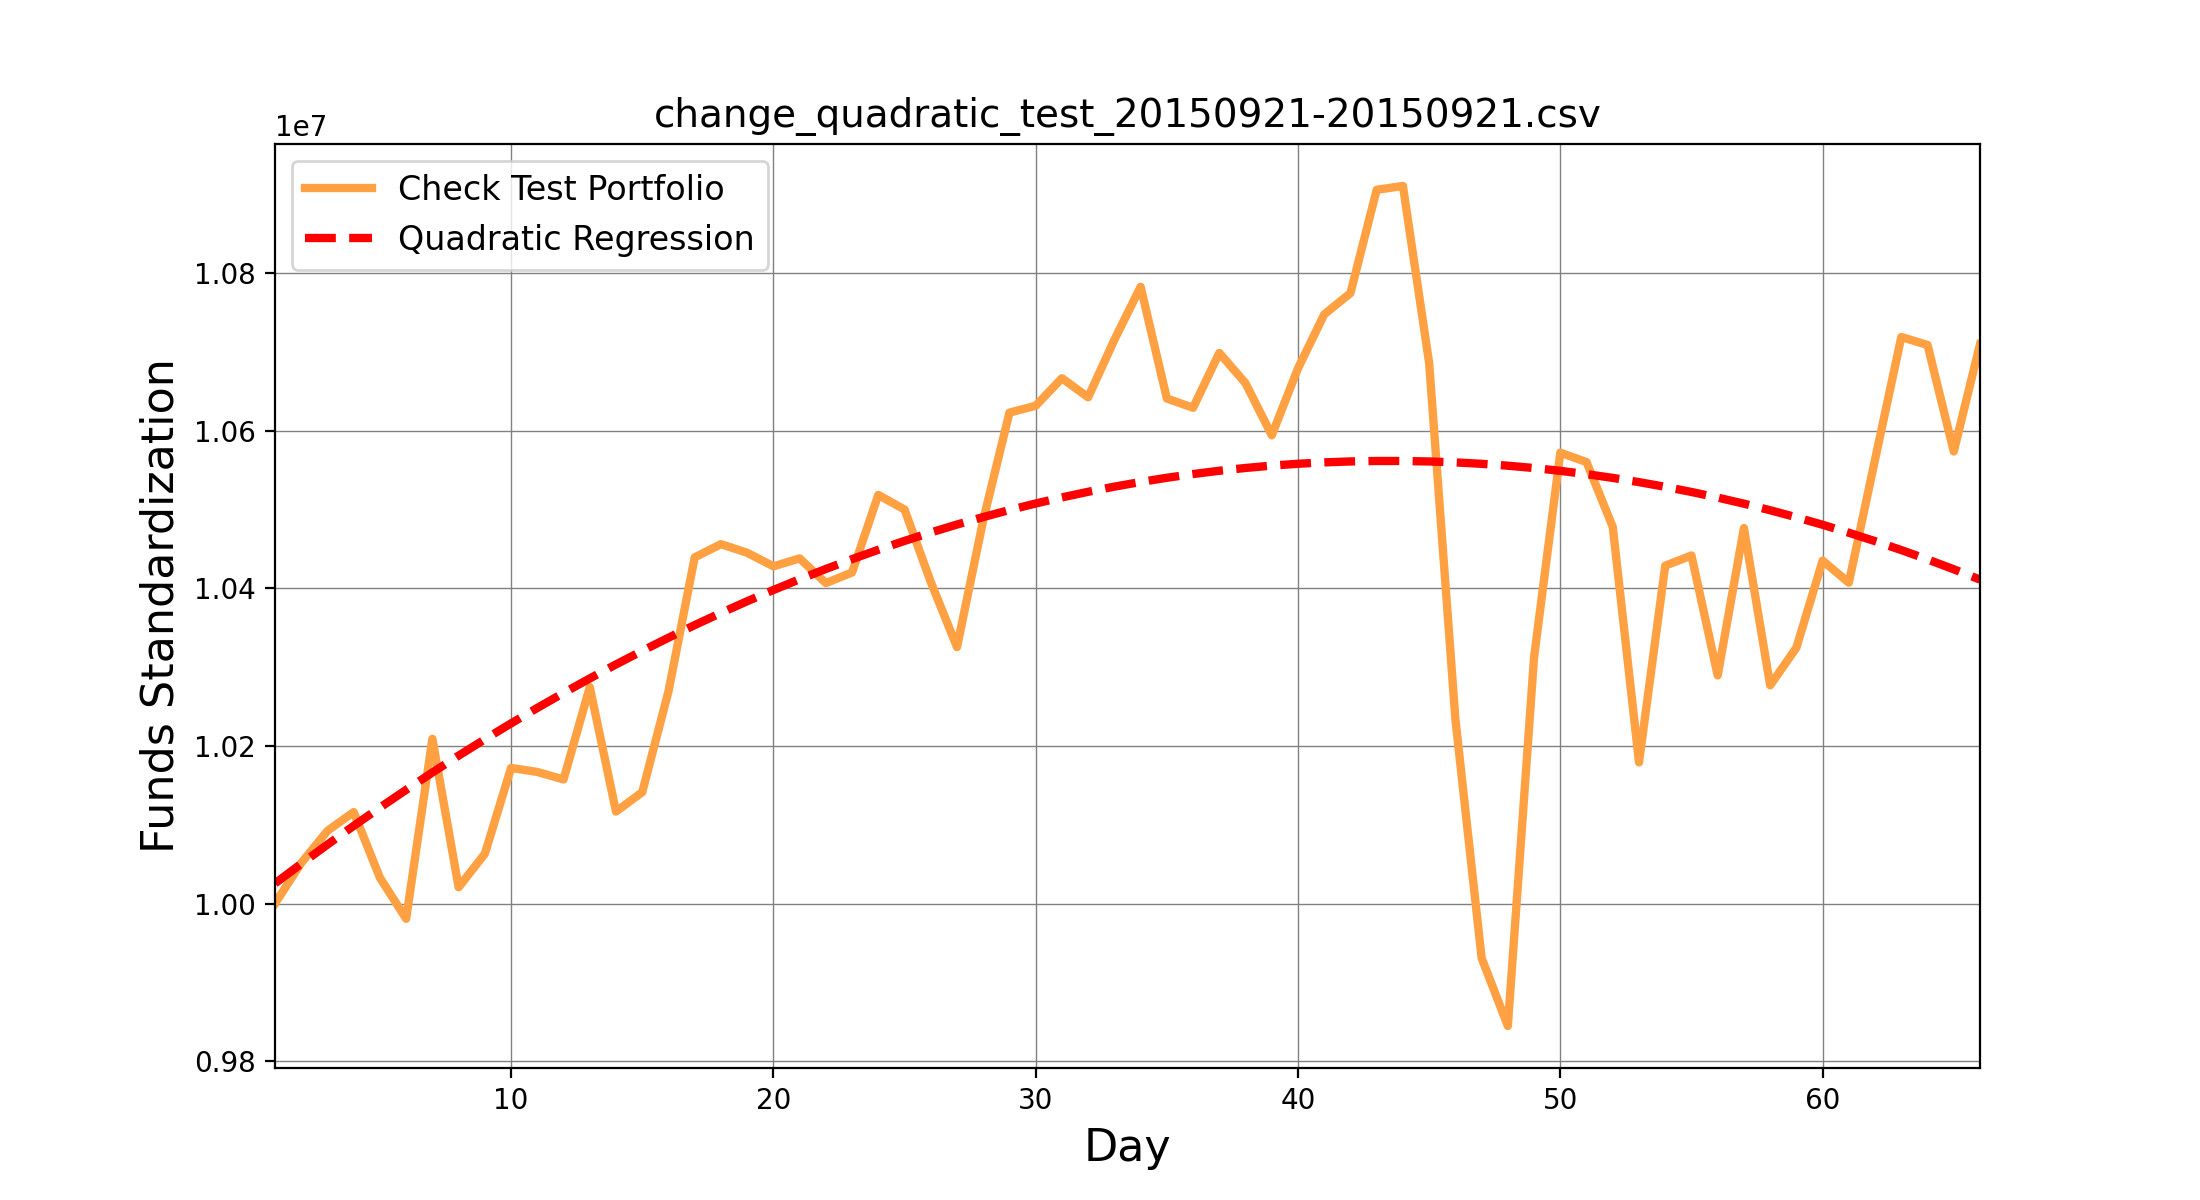 change_quadratic_test_20150921-20150921.csv
1e7
Check Test Portfolio
Quadratic Regression
1.08
1.06
1.04
1.02
1.00
0.98
Funds Standardization
10 20 30 40 50 60
Day